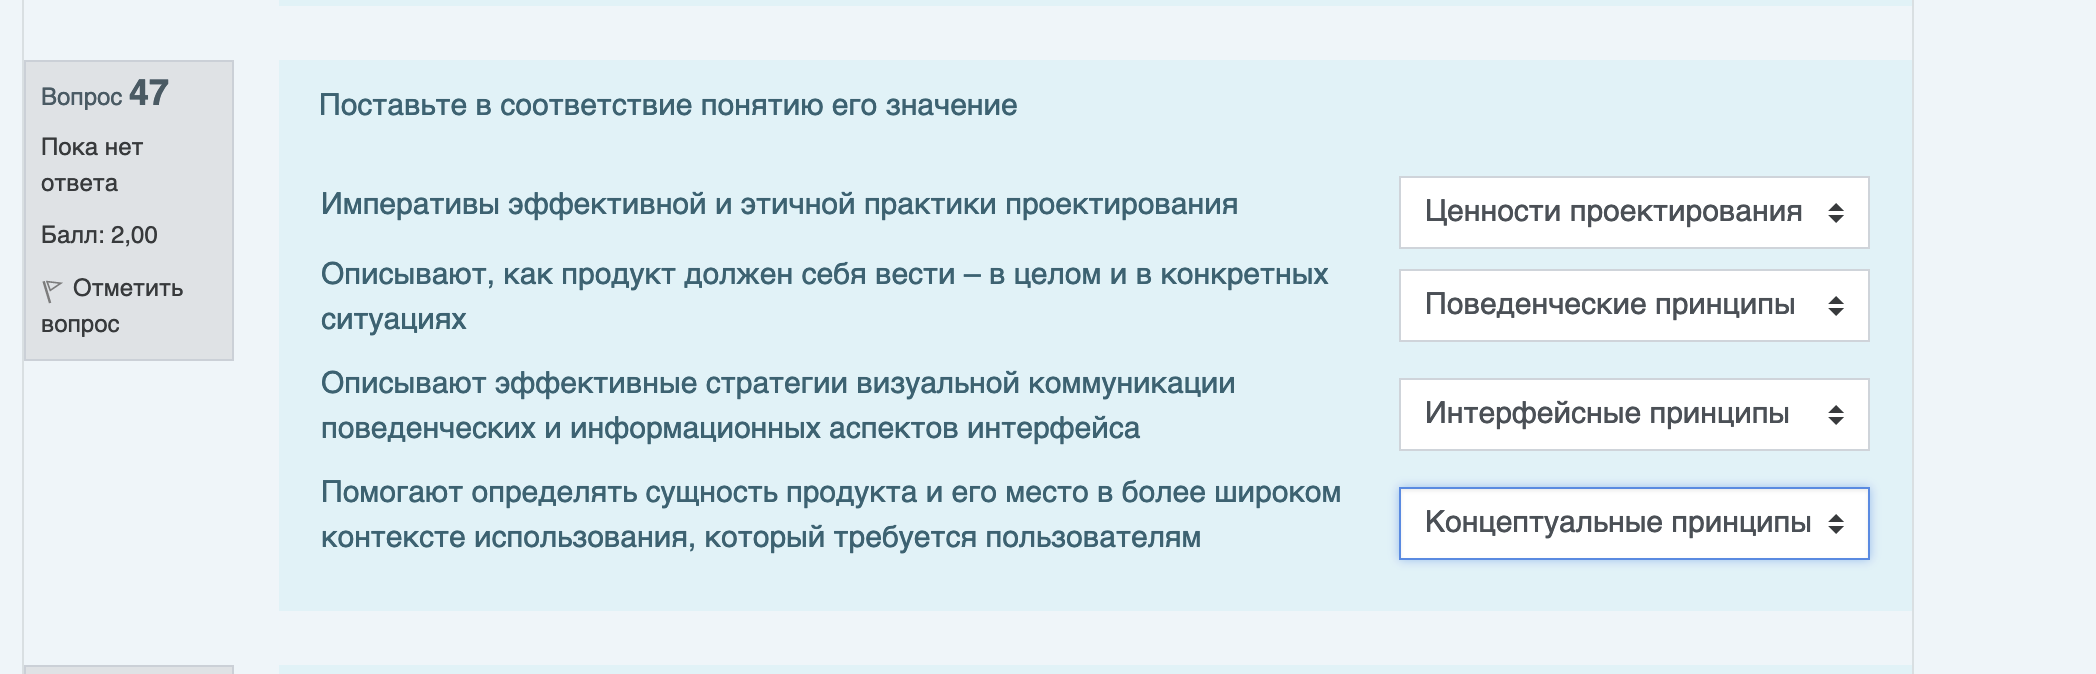 Вопрос 47
Пока нет
ответа
Балл: 2,00
Отметить
вопрос
Поставьте в соответствие понятию его значение
Императивы эффективной и этичной практики проектирования
Ценности проектирования
Описывают, как продукт должен себя вести – в целом и в конкретных
ситуациях
Поведенческие принципы
Описывают эффективные стратегии визуальной коммуникации
поведенческих и информационных аспектов интерфейса
Интерфейсные принципы
Помогают определять сущность продукта и его место в более широком
контексте использования, который требуется пользователям
Концептуальные принципы